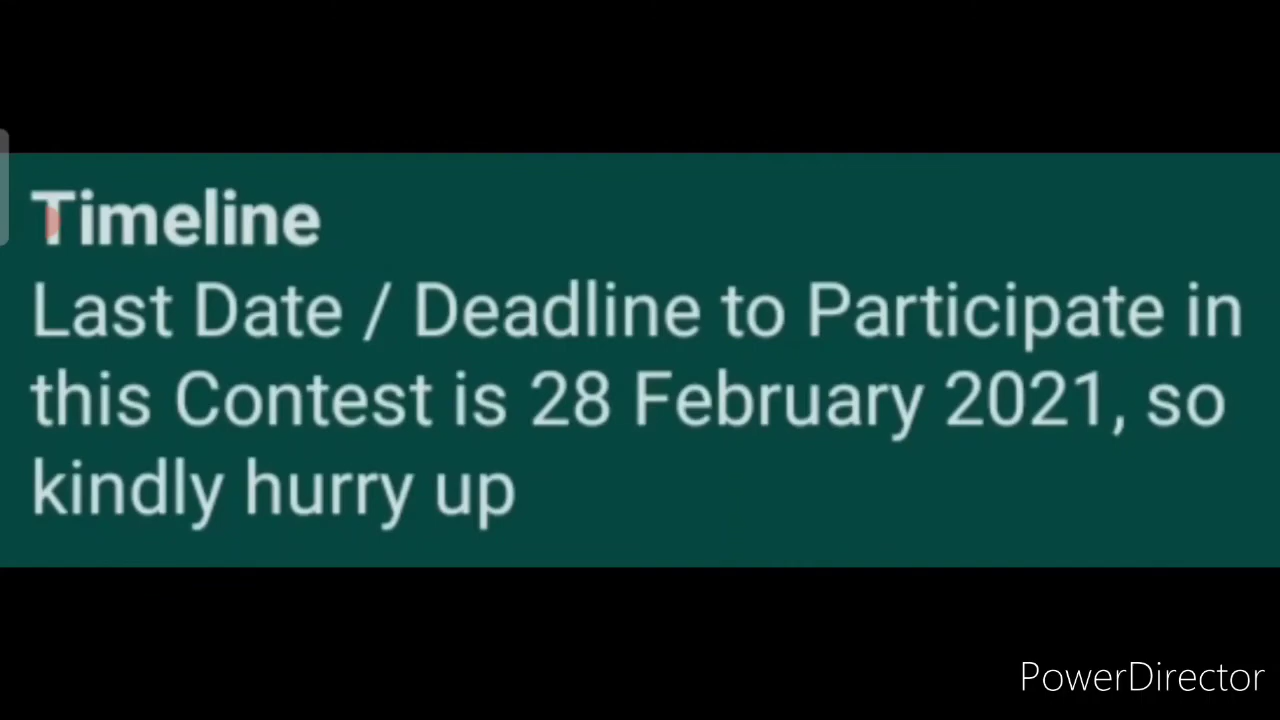 Timeline
Last Date / Deadline to Participate in
this Contest is 28 February 2021, so
kindly hurry up
PowerDirector